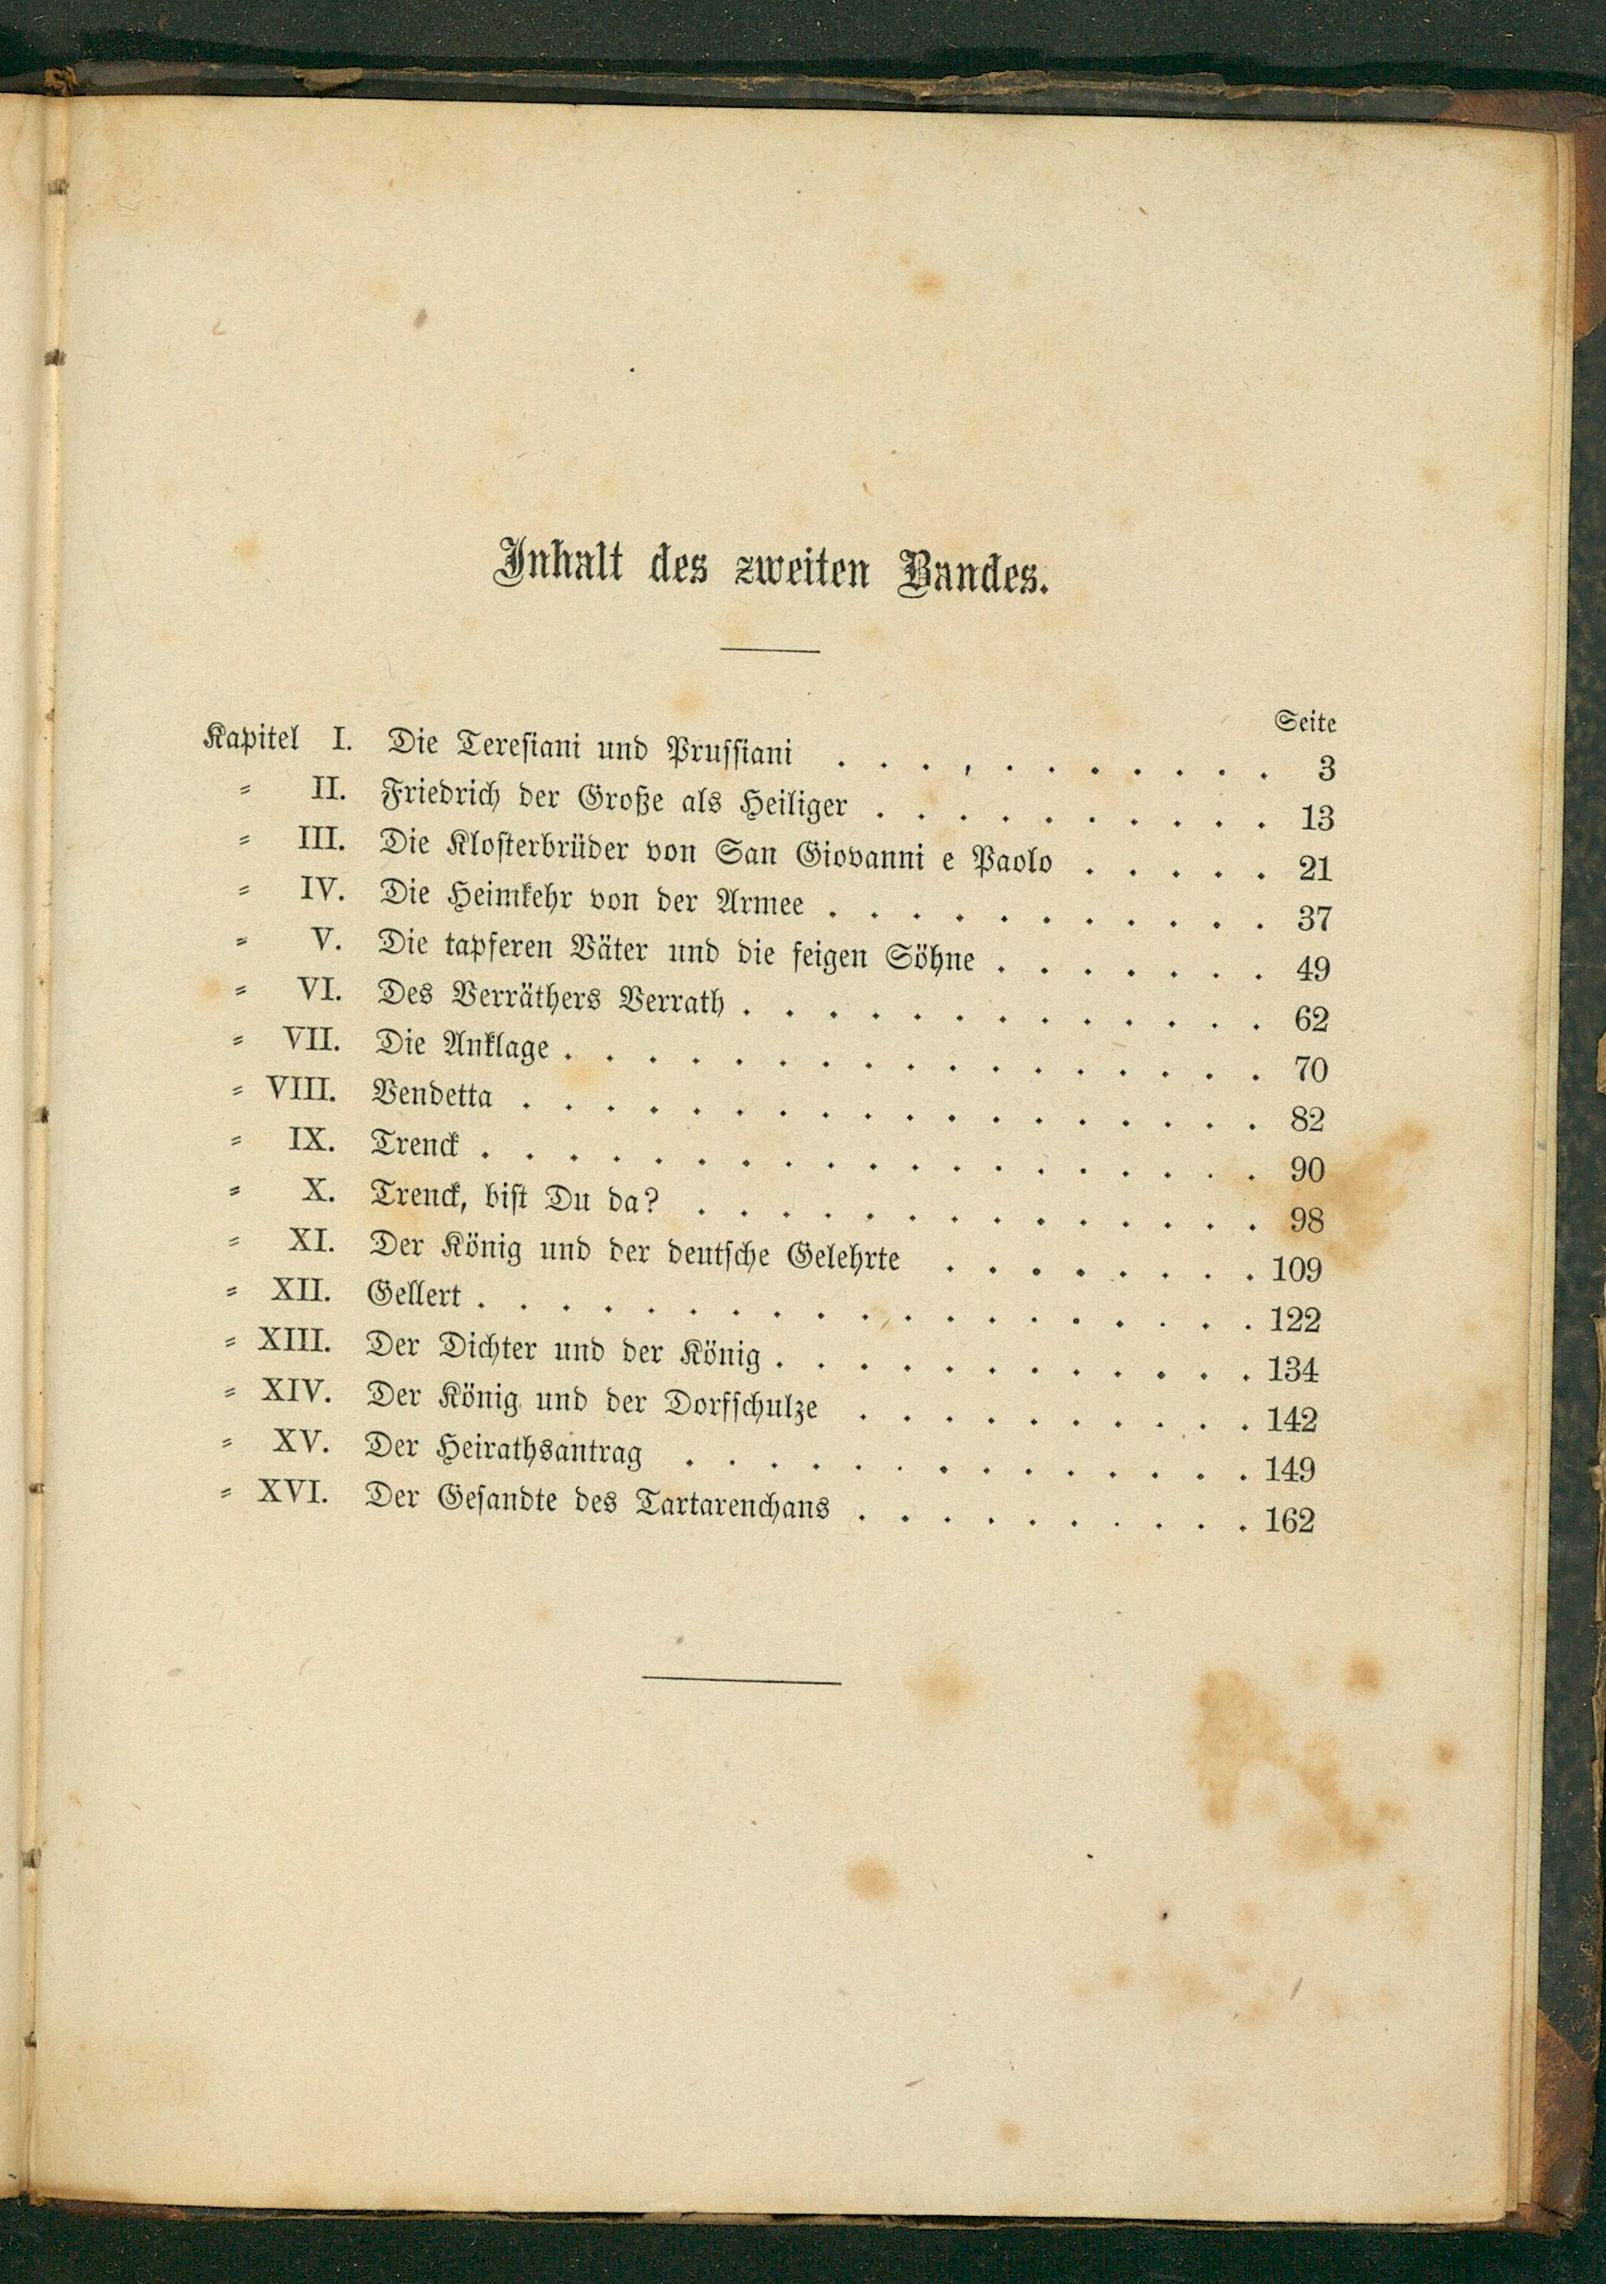 Inhalt des zweiten Bandes.
Seite
Kapitel I. Die Teresiani und Prussiani . . . . . . . . . . . 3
" II. Friedrich der Große als Heiliger . . . . . . . . . . 13
" III. Die Klosterbrüder von San Giovanni e Paolo . . . . . 21
" IV. Die Heimkehr von der Armee . . . . . . . . . . . 37
" V. Die tapferen Väter und die feigen Söhne . . . . . . . 49
" VI. Des Verräthers Verrath . . . . . . . . . . . . . 62
" VII. Die Anklage . . . . . . . . . . . . . . . . . 70
" VIII. Vendetta . . . . . . . . . . . . . . . . . . 82
" IX. Trenck . . . . . . . . . . . . . . . . . . . 90
" X. Trenck, bist Du da? . . . . . . . . . . . . . . 98
" XI. Der König und der deutsche Gelehrte . . . . . . . . 109
" XII. Gellert . . . . . . . . . . . . . . . . . . . 122
" XIII. Der Dichter und der König . . . . . . . . . . . . 134
" XIV. Der König und der Dorfschulze . . . . . . . . . . 142
" XV. Der Heirathsantrag . . . . . . . . . . . . . . 149
" XVI. Der Gesandte des Tartarenchans . . . . . . . . . . 162